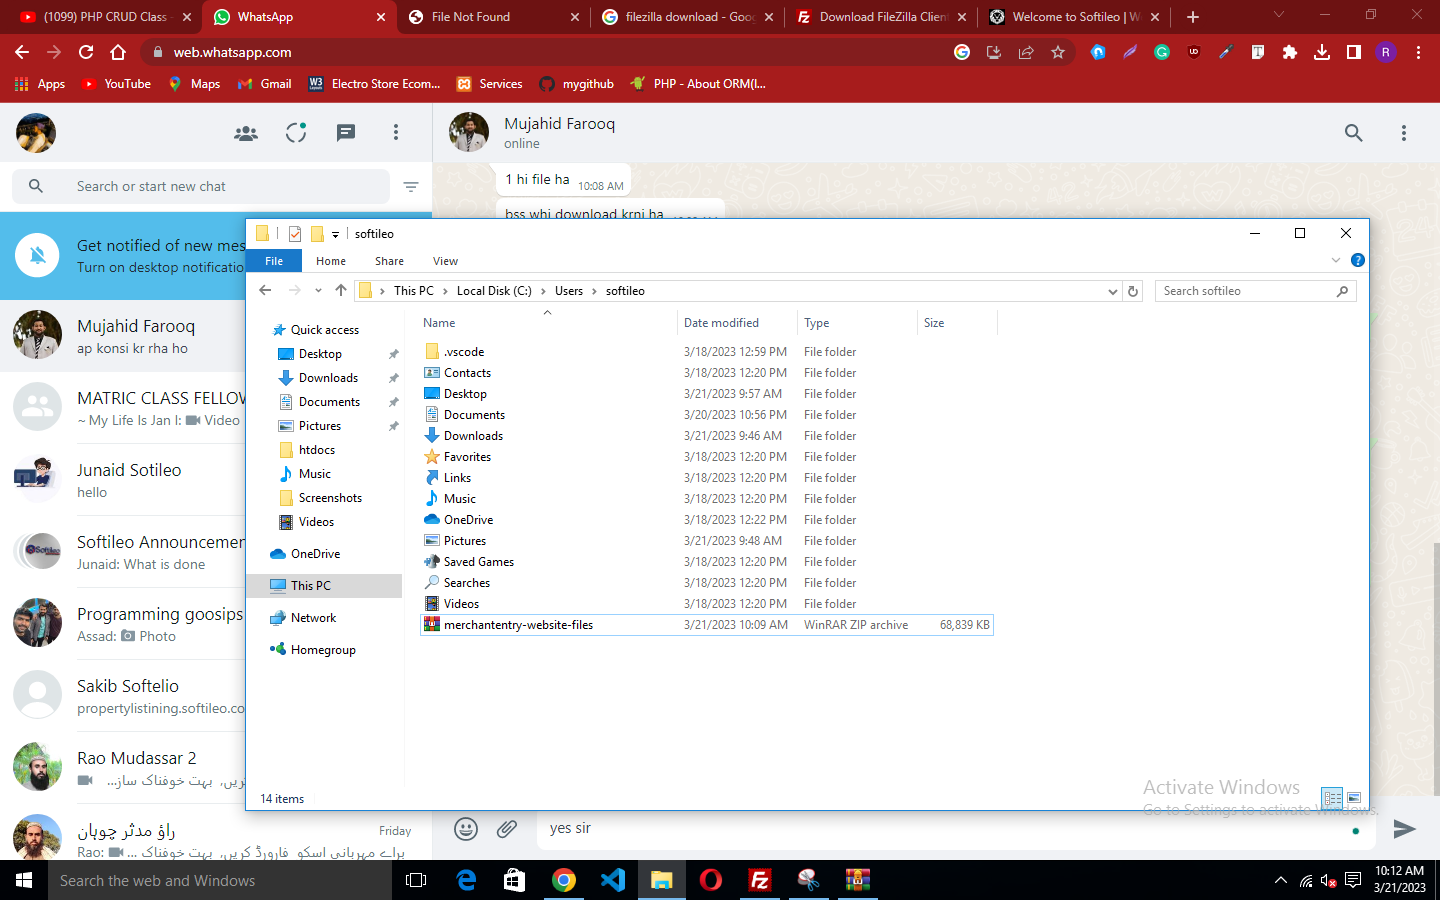 (1099) PHP CRUD Class -
WhatsApp
File Not Found
filezilla download - Goog
Download FileZilla Client
Welcome to Softileo | We
web.whatsapp.com
Apps
YouTube
Maps
Gmail
Electro Store Ecom...
Services
mygithub
PHP - About ORM(I...
Mujahid Farooq
online
1 hi file ha 10:08 AM
Search or start new chat
bss whi download krni ha
Get notified of new mes
Turn on desktop notificatio
softileo
File
Home
Share
View
This PC
Local Disk (C:)
Users
softileo
Search softileo
Mujahid Farooq
ap konsi kr rha ho
MATRIC CLASS FELLOW
~ My Life Is Jan I: Video
Junaid Sotileo
hello
Softileo Announcemen
Junaid: What is done
Programming goosips
Assad: Photo
Sakib Softelio
propertylistining.softileo.co
Rao Mudassar 2
کریں, بہت خوفناک ساز...
راؤ مدثر چوہان
Friday
Rao: براے مہربانی اسکو فارورڈ کریں, بہت خوفناک ...
Quick access
Desktop
Downloads
Documents
Pictures
htdocs
Music
Screenshots
Videos
OneDrive
This PC
Network
Homegroup
Name Date modified Type Size
.vscode 3/18/2023 12:59 PM File folder
Contacts 3/18/2023 12:20 PM File folder
Desktop 3/21/2023 9:57 AM File folder
Documents 3/20/2023 10:56 PM File folder
Downloads 3/21/2023 9:46 AM File folder
Favorites 3/18/2023 12:20 PM File folder
Links 3/18/2023 12:20 PM File folder
Music 3/18/2023 12:20 PM File folder
OneDrive 3/18/2023 12:22 PM File folder
Pictures 3/21/2023 9:48 AM File folder
Saved Games 3/18/2023 12:20 PM File folder
Searches 3/18/2023 12:20 PM File folder
Videos 3/18/2023 12:20 PM File folder
merchantentry-website-files 3/21/2023 10:09 AM WinRAR ZIP archive 68,839 KB
14 items
Activate Windows
Go to Settings to activate Windows.
yes sir
Search the web and Windows
10:12 AM
3/21/2023